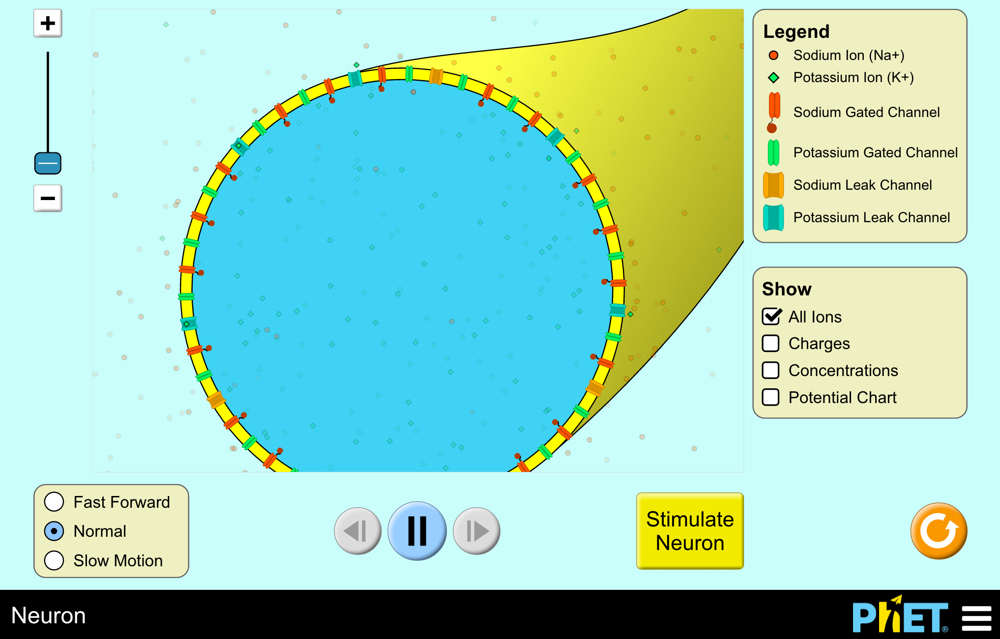 Legend
Sodium Ion (Na+)
Potassium Ion (K+)
Sodium Gated Channel
Potassium Gated Channel
Sodium Leak Channel
Potassium Leak Channel
Show
All Ions
Charges
Concentrations
Potential Chart
Fast Forward
Normal
Slow Motion
Stimulate
Neuron
Neuron
PhET®